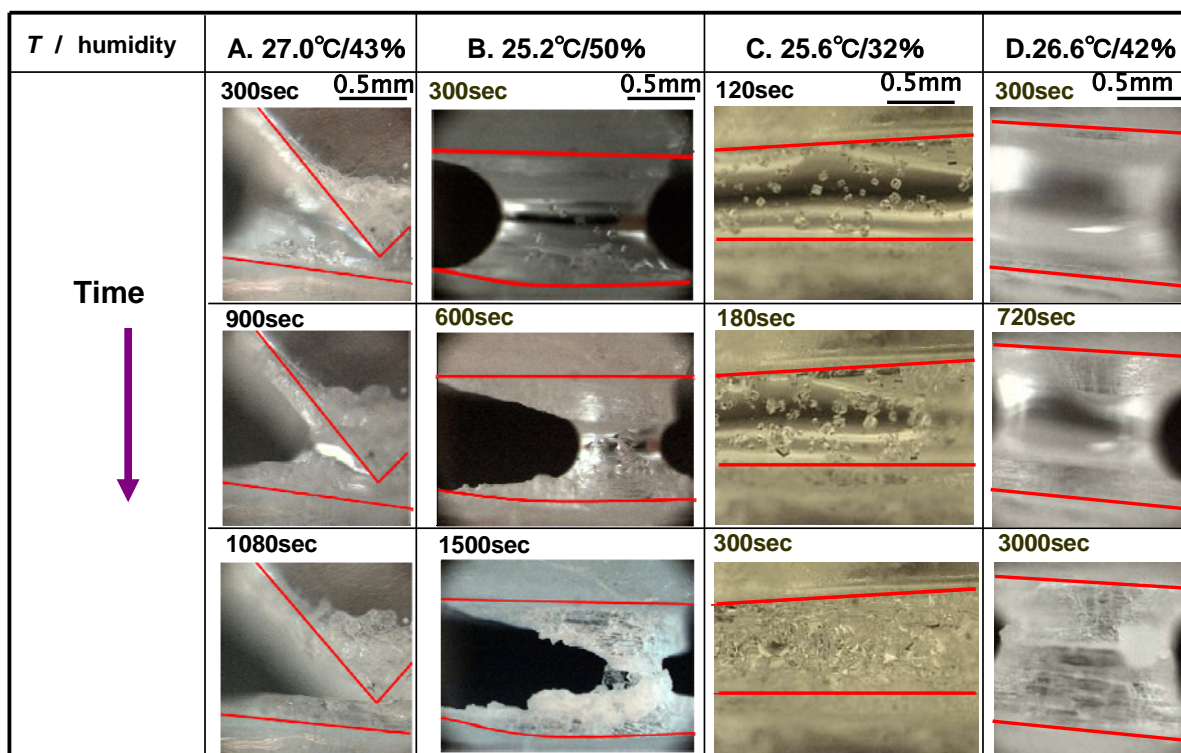 T / humidity
A. 27.0℃/43%
B. 25.2℃/50%
C. 25.6℃/32%
D.26.6℃/42%
Time
300sec
0.5mm
300sec
0.5mm
120sec
0.5mm
300sec
0.5mm
900sec
600sec
180sec
720sec
1080sec
1500sec
300sec
3000sec